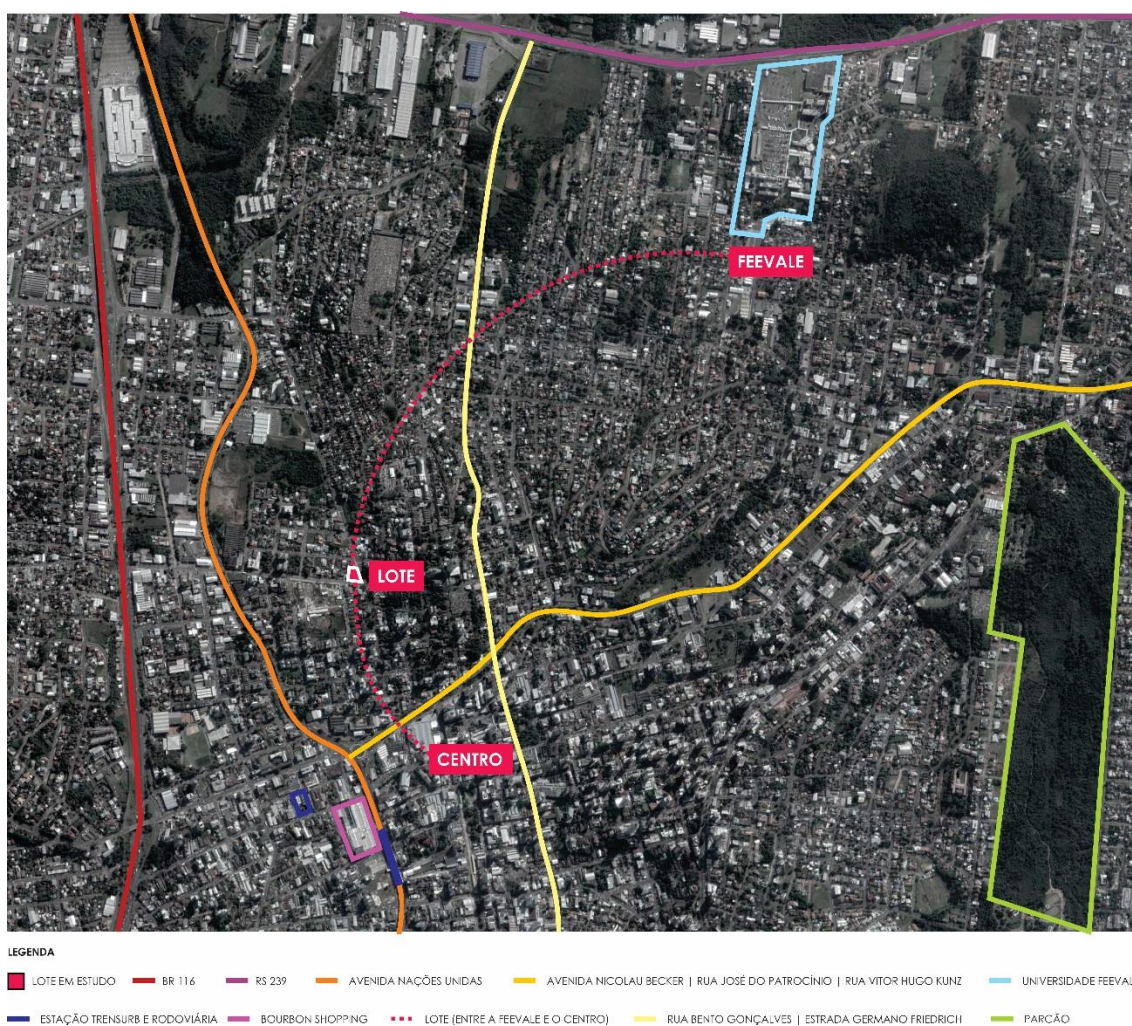 FEEVALE
LOTE
CENTRO
LEGENDA
LOTE EM ESTUDO BR 116 RS 239 AVENIDA NAÇÕES UNIDAS AVENIDA NICOLAU BECKER | RUA JOSÉ DO PATROCÍNIO | RUA VITOR HUGO KUNZ UNIVERSIDADE FEEVAL
ESTAÇÃO TRENSURB E RODOVIÁRIA BOURBON SHOPPING LOTE (ENTRE A FEEVALE E O CENTRO) RUA BENTO GONÇALVES | ESTRADA GERMANO FRIEDRICH PARCÃO